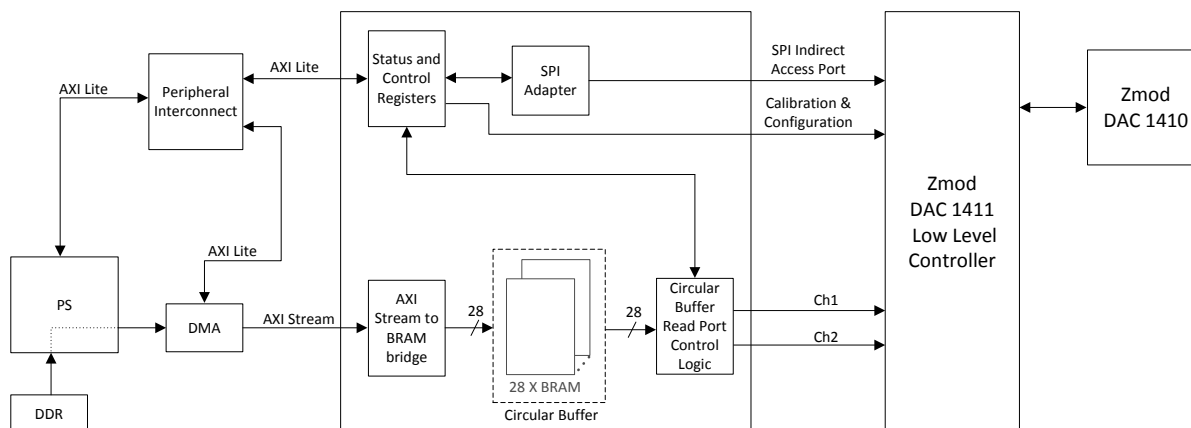 AXI Lite
Peripheral
Interconnect
AXI Lite
Status and
Control
Registers
SPI
Adapter
SPI Indirect
Access Port
Calibration &
Configuration
Zmod
DAC 1411
Low Level
Controller
Zmod
DAC 1410
AXI Lite
PS
DDR
DMA
AXI Stream
AXI
Stream to
BRAM
bridge
28
28 X BRAM
Circular Buffer
28
Circular
Buffer
Read Port
Control
Logic
Ch1
Ch2